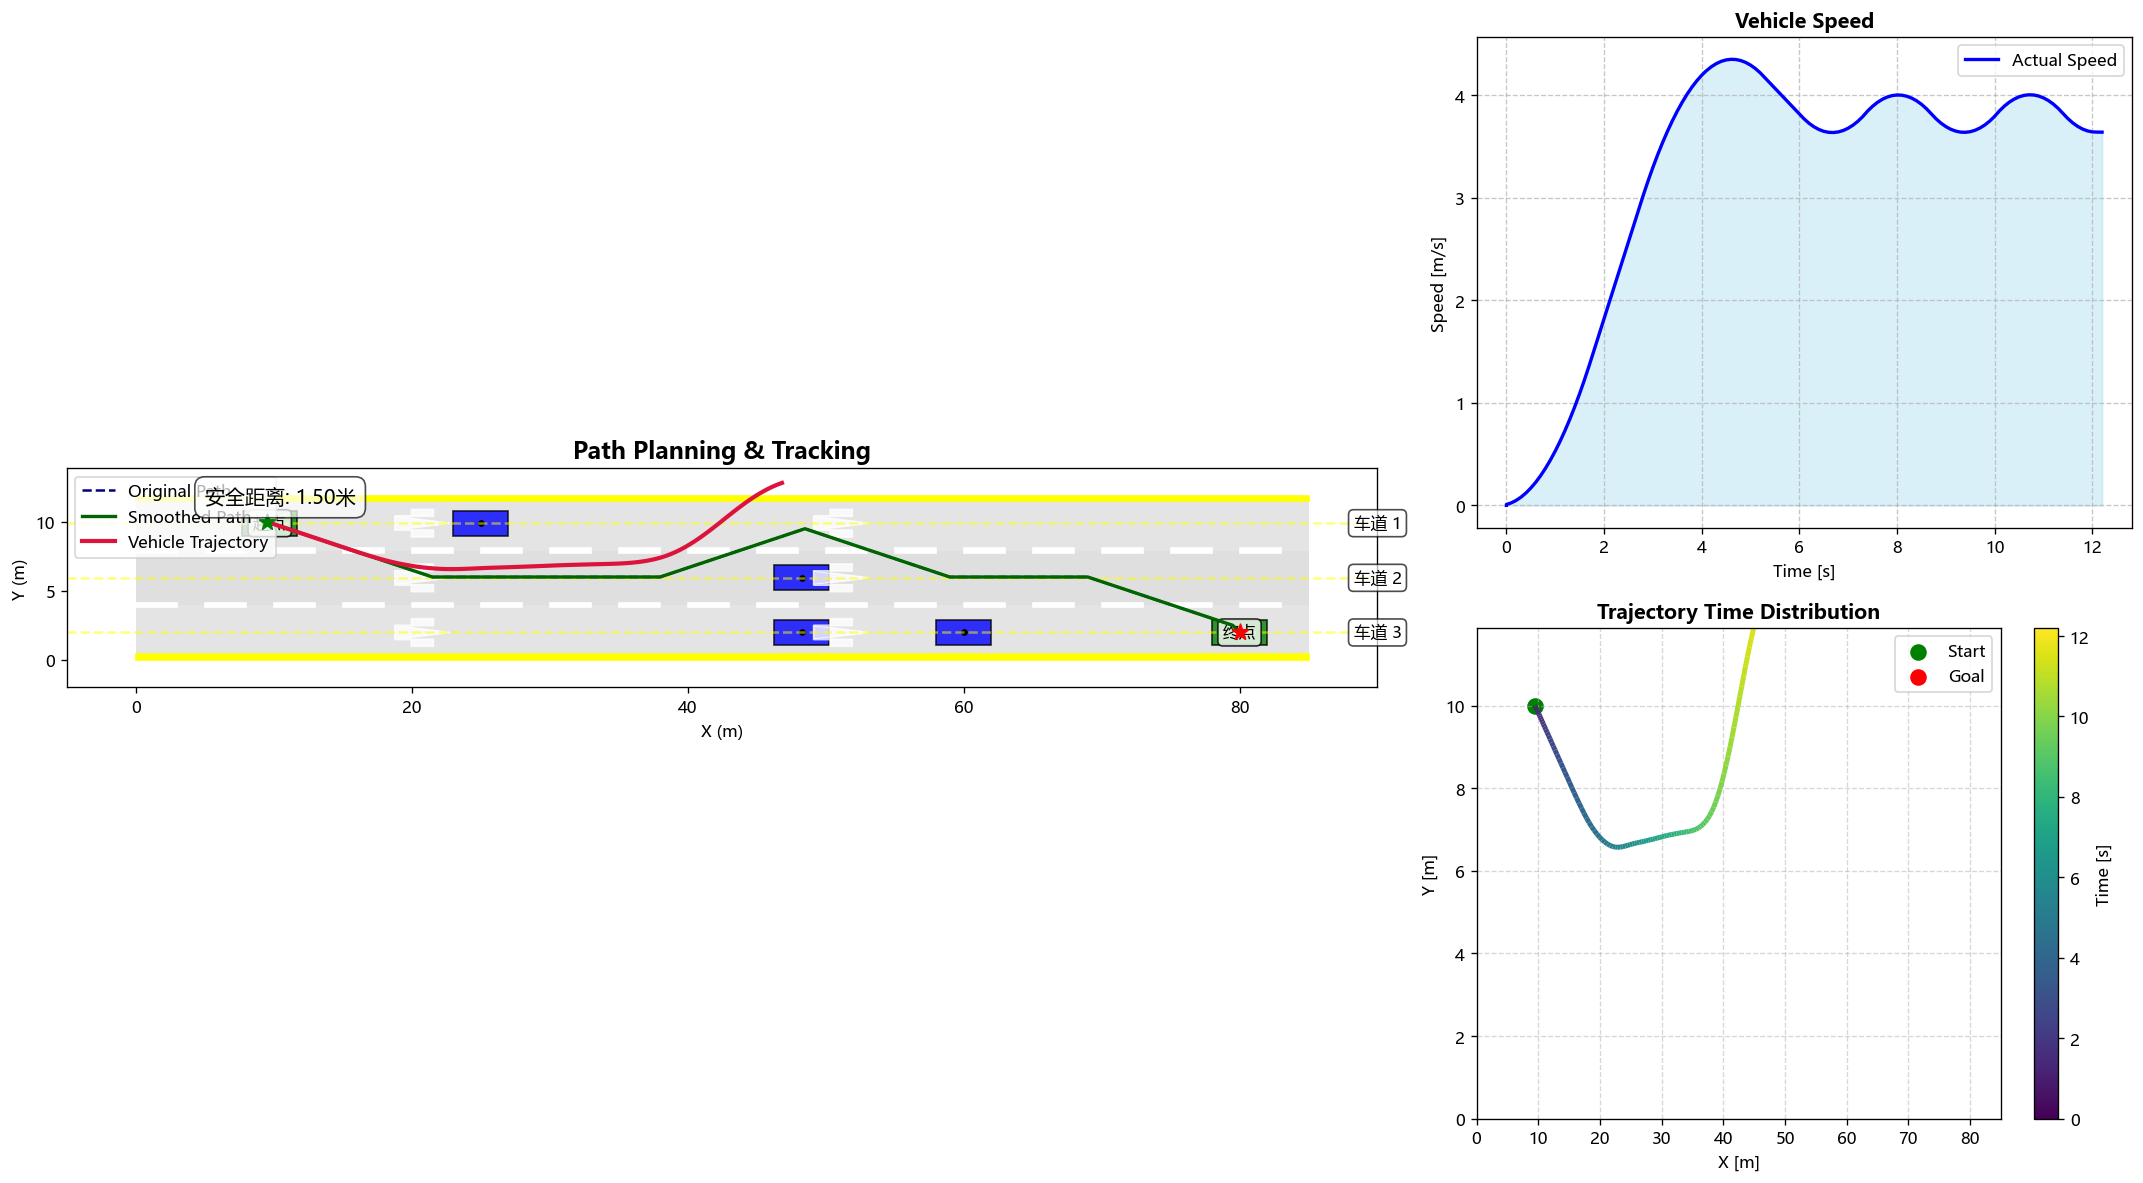 Path Planning & Tracking
Original Path
安全距离: 1.50米
Smoothed Path
Vehicle Trajectory
车道 1
车道 2
车道 3
终点
10
5
0
Y (m)
0
20
40
60
80
X (m)
Vehicle Speed
Actual Speed
4
3
2
1
0
Speed [m/s]
0
2
4
6
8
10
12
Time [s]
Trajectory Time Distribution
Start
Goal
10
8
6
4
2
0
Y [m]
0
10
20
30
40
50
60
70
80
X [m]
12
10
8
6
4
2
0
Time [s]